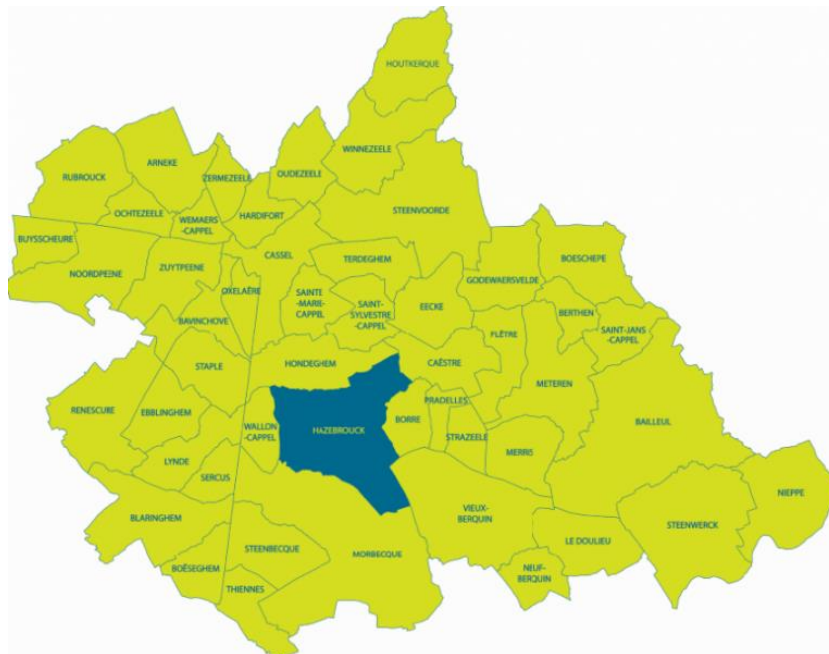 HOUTKERQUE
WINNEZEELE
ARNEKE
OUDEZEELE
RUBROUCK
ZERMEZEELE
STEENVOORDE
OCHTEZEELE
WEMAERS
-CAPPEL
HARDIFORT
BUYSSCHEURE
CASSEL
TERDEGHEM
BOESCHEPE
NOORDPEENE
ZUYTPEENE
GODEWAERSVELDE
OXELAËRE
SAINTE
-MARIE-
CAPPEL
SAINT-
SYLVESTRE
-CAPPEL
EECKE
BERTHEN
BAVINCHOVE
FLÊTRE
SAINT-JANS
-CAPPEL
STAPLE
HONDEGHEM
CAËSTRE
METEREN
RENESCURE
EBBLINGHEM
PRADELLES
BAILLEUL
WALLON
-CAPPEL
HAZEBROUCK
BORRE
STRAZEELE
MERRIS
LYNDE
SERCUS
NIEPPE
BLARINGHEM
VIEUX-
BERQUIN
STEENWERCK
STEENBECQUE
MORBECQUE
LE DOULIEU
BOËSEGHEM
NEUF-
BERQUIN
THIENNES